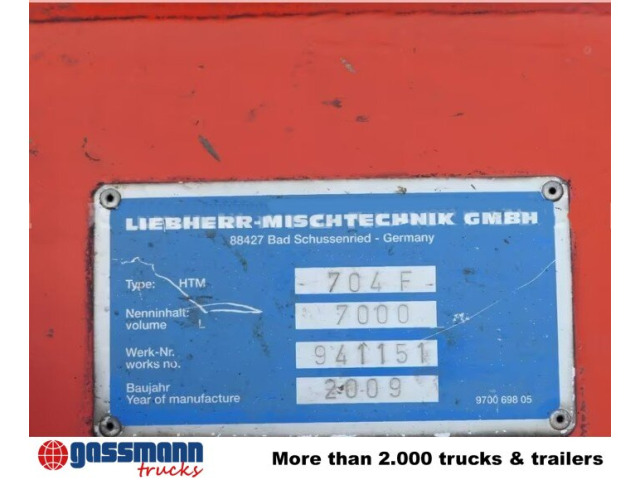 LIEBHERR-MISCHTECHNIK GMBH
88427 Bad Schussenried - Germany
Type: HTM - 704 F -
Nenninhalt:
volume L - 7000 -
Werk-Nr.
works no. 941151
Baujahr
Year of manufacture 2009
9700 698 05
gassmann
trucks
More than 2.000 trucks & trailers